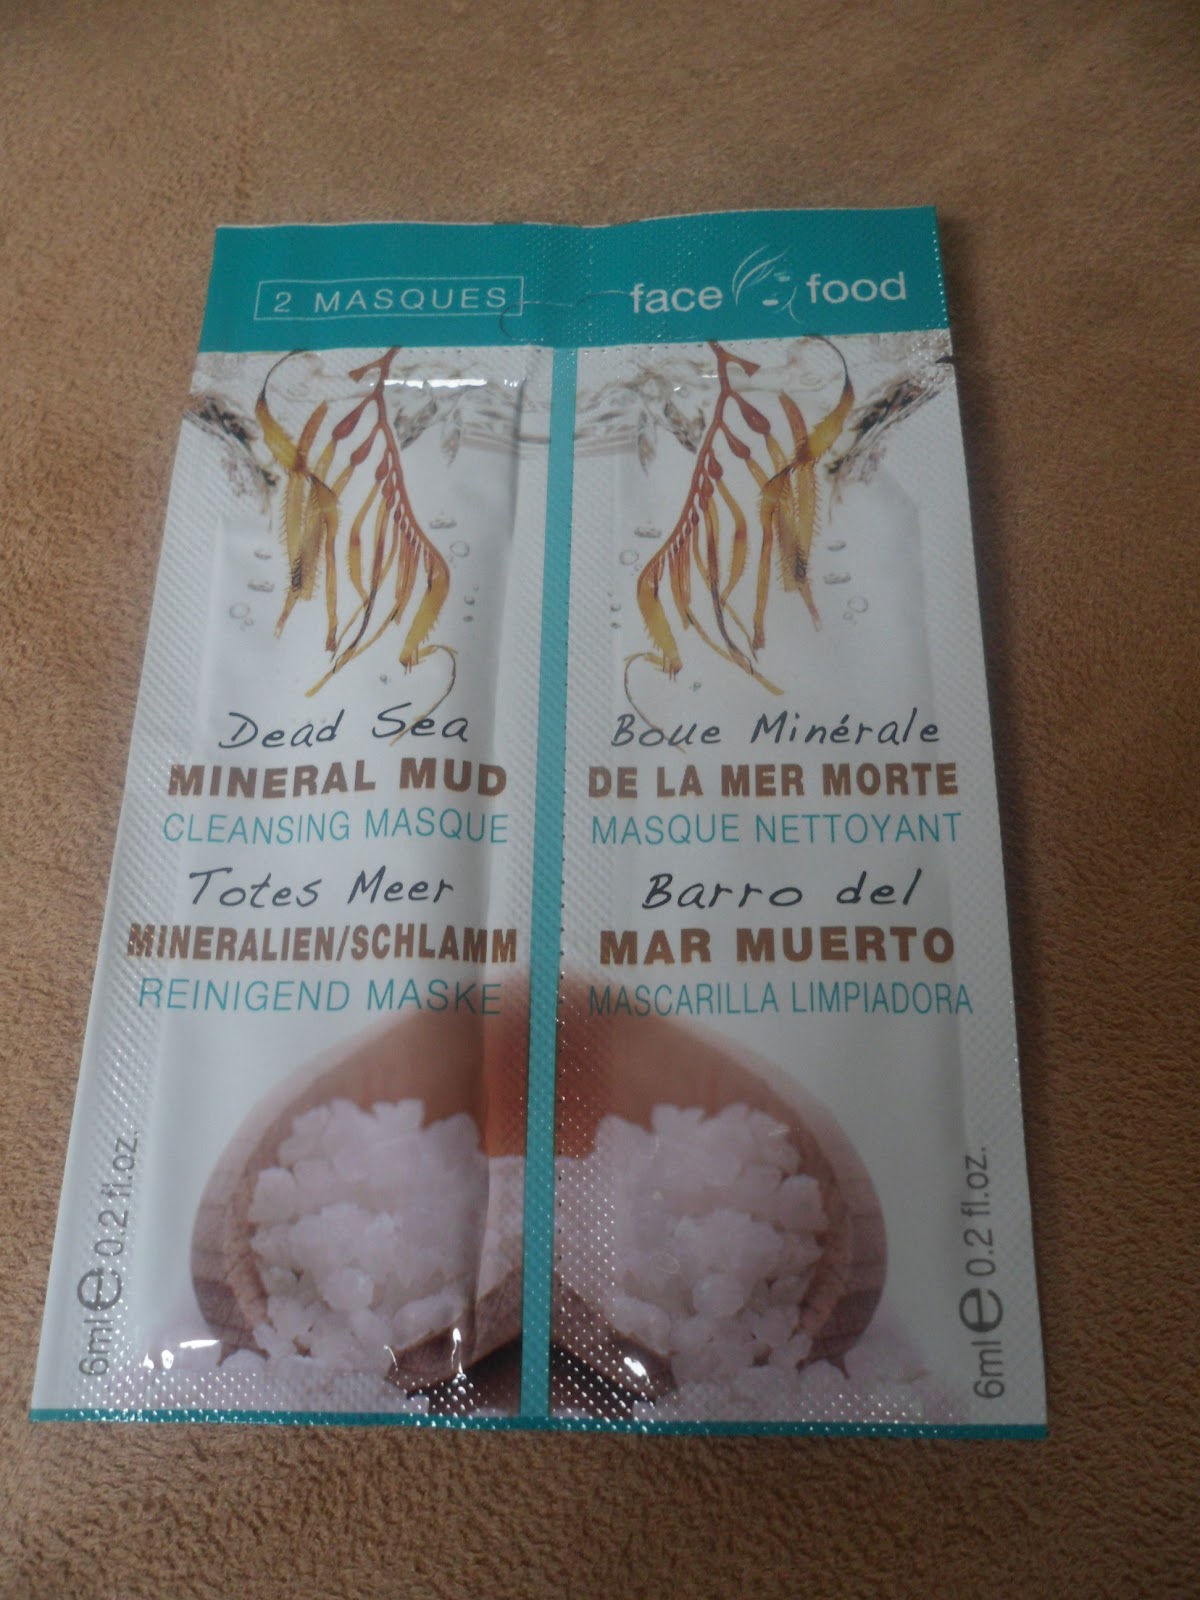 2 MASQUES
face food
Dead Sea
MINERAL MUD
CLEANSING MASQUE
Totes Meer
MINERALIEN/SCHLAMM
REINIGEND MASKE
6ml e 0.2 fl.oz.
Boue Minérale
DE LA MER MORTE
MASQUE NETTOYANT
Barro del
MAR MUERTO
MASCARILLA LIMPIADORA
6ml e 0.2 fl.oz.